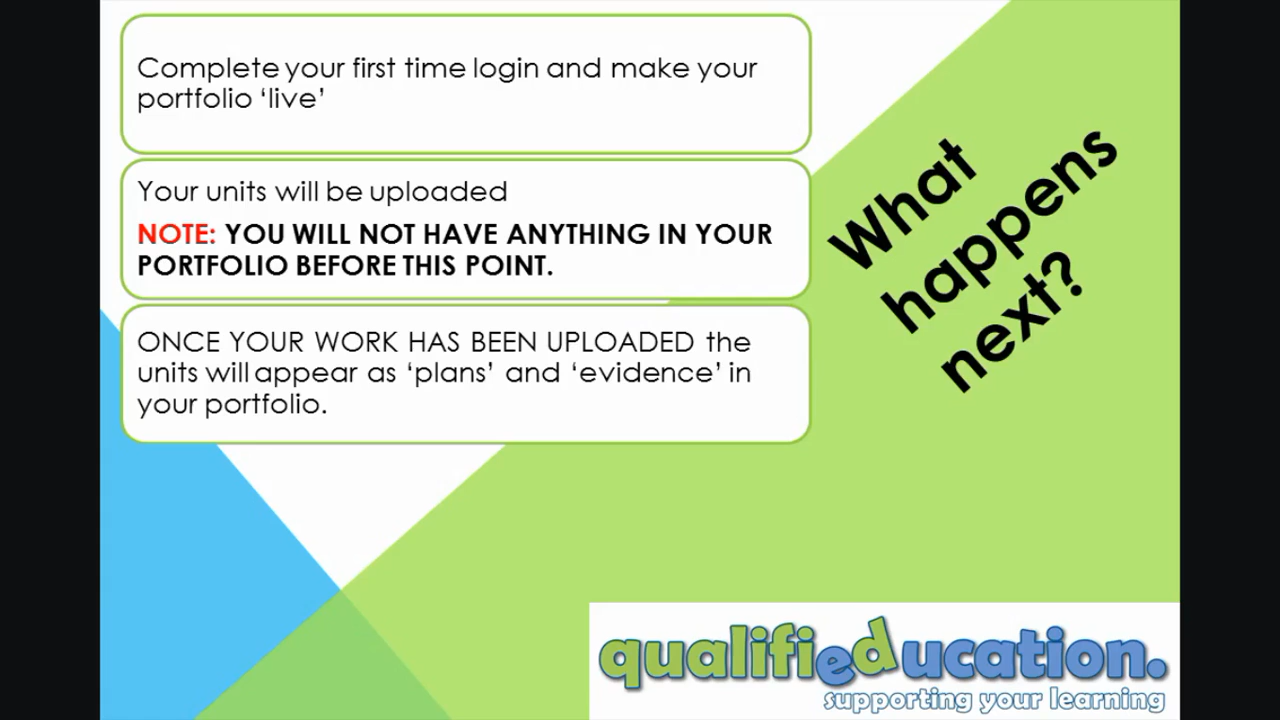 Complete your first time login and make your
portfolio ‘live’
Your units will be uploaded
NOTE: YOU WILL NOT HAVE ANYTHING IN YOUR
PORTFOLIO BEFORE THIS POINT.
ONCE YOUR WORK HAS BEEN UPLOADED the
units will appear as ‘plans’ and ‘evidence’ in
your portfolio.
What
happens
next?
qualifieducation.
supporting your learning